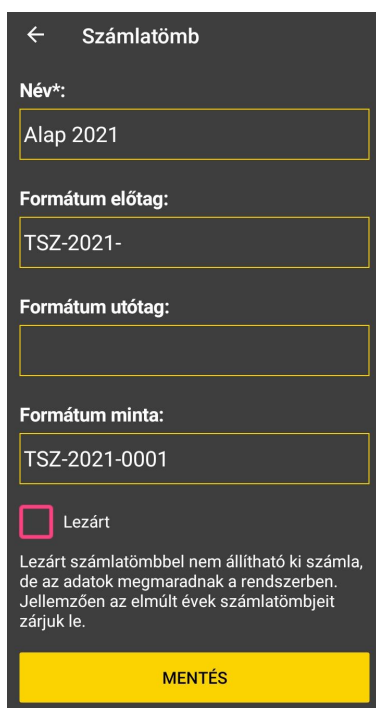 Számlatömb
Név*:
Alap 2021
Formátum előtag:
TSZ-2021-
Formátum utótag:
Formátum minta:
TSZ-2021-0001
Lezárt
Lezárt számlatömbbel nem állítható ki számla,
de az adatok megmaradnak a rendszerben.
Jellemzően az elmúlt évek számlatömbjeit
zárjuk le.
MENTÉS